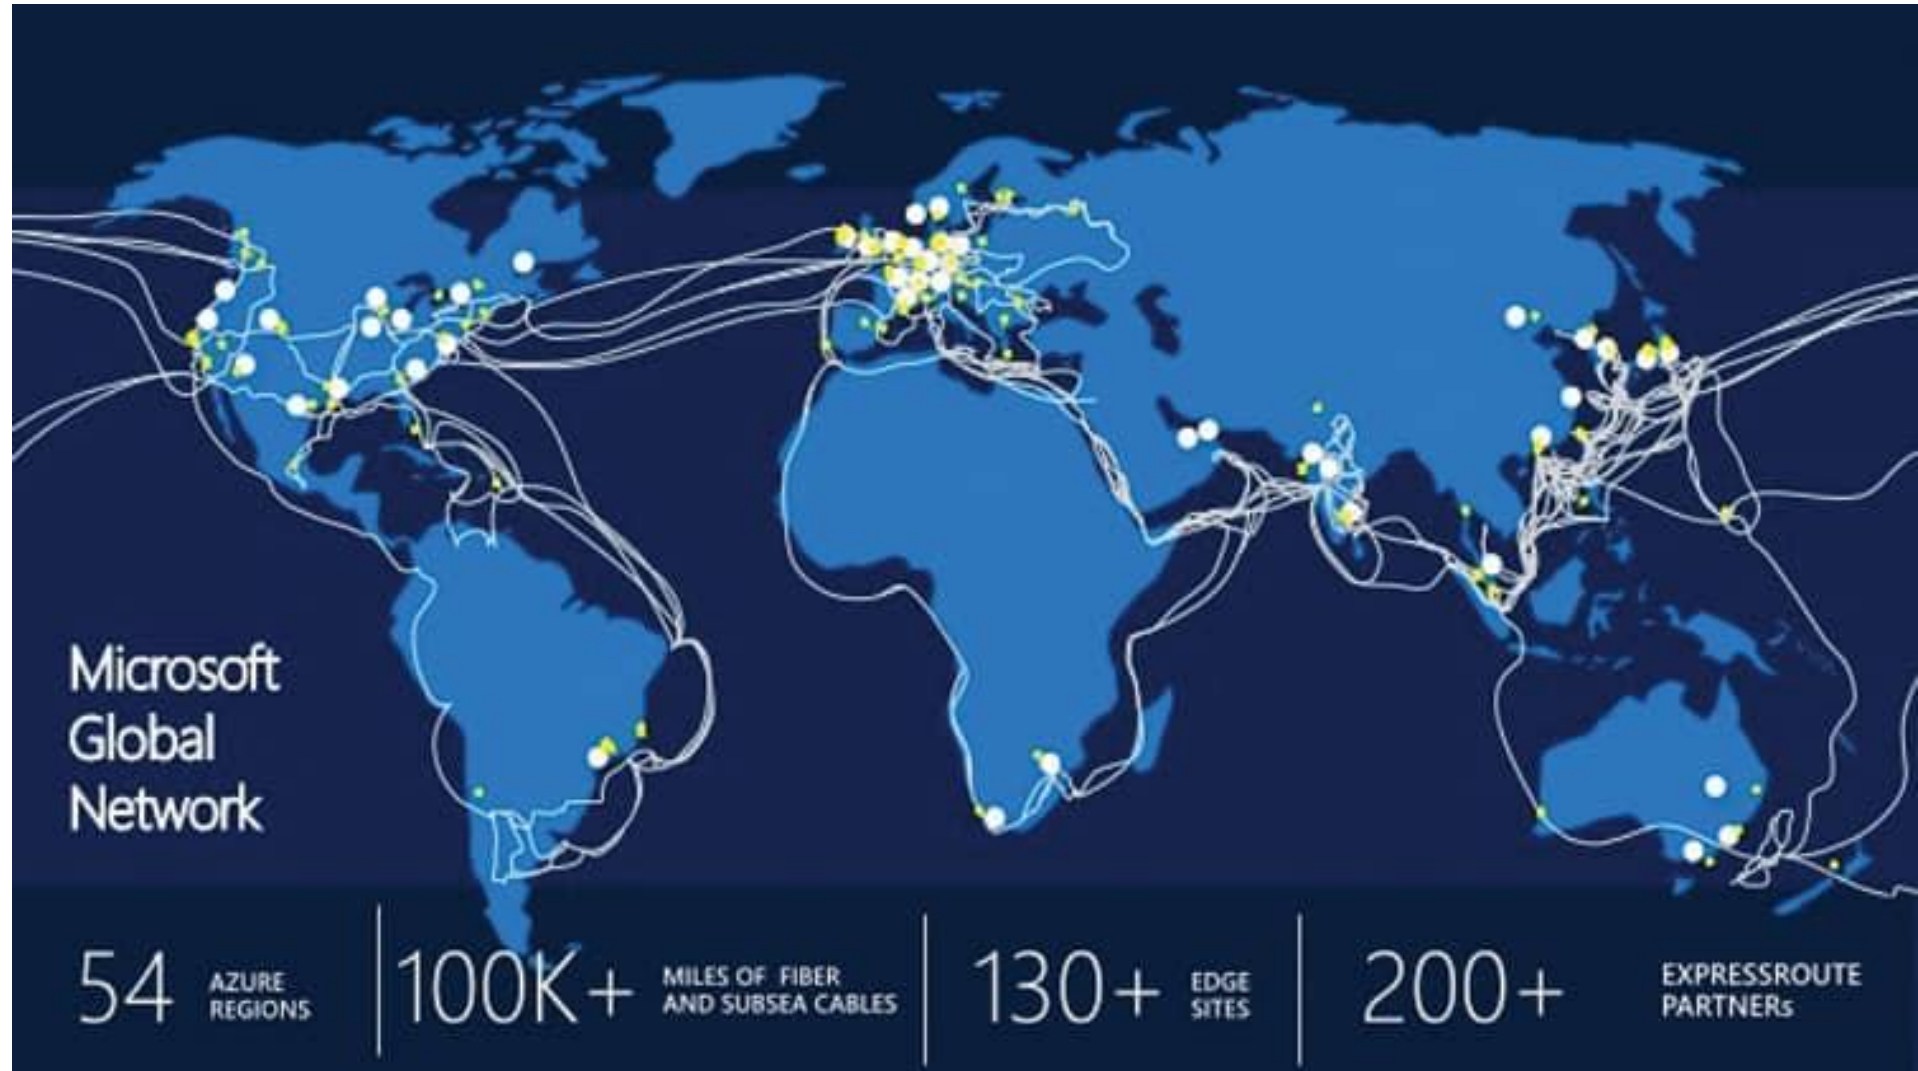 Microsoft
Global
Network
54
AZURE
REGIONS
100K+
MILES OF FIBER
AND SUBSEA CABLES
130+
EDGE
SITES
200+
EXPRESSROUTE
PARTNERs